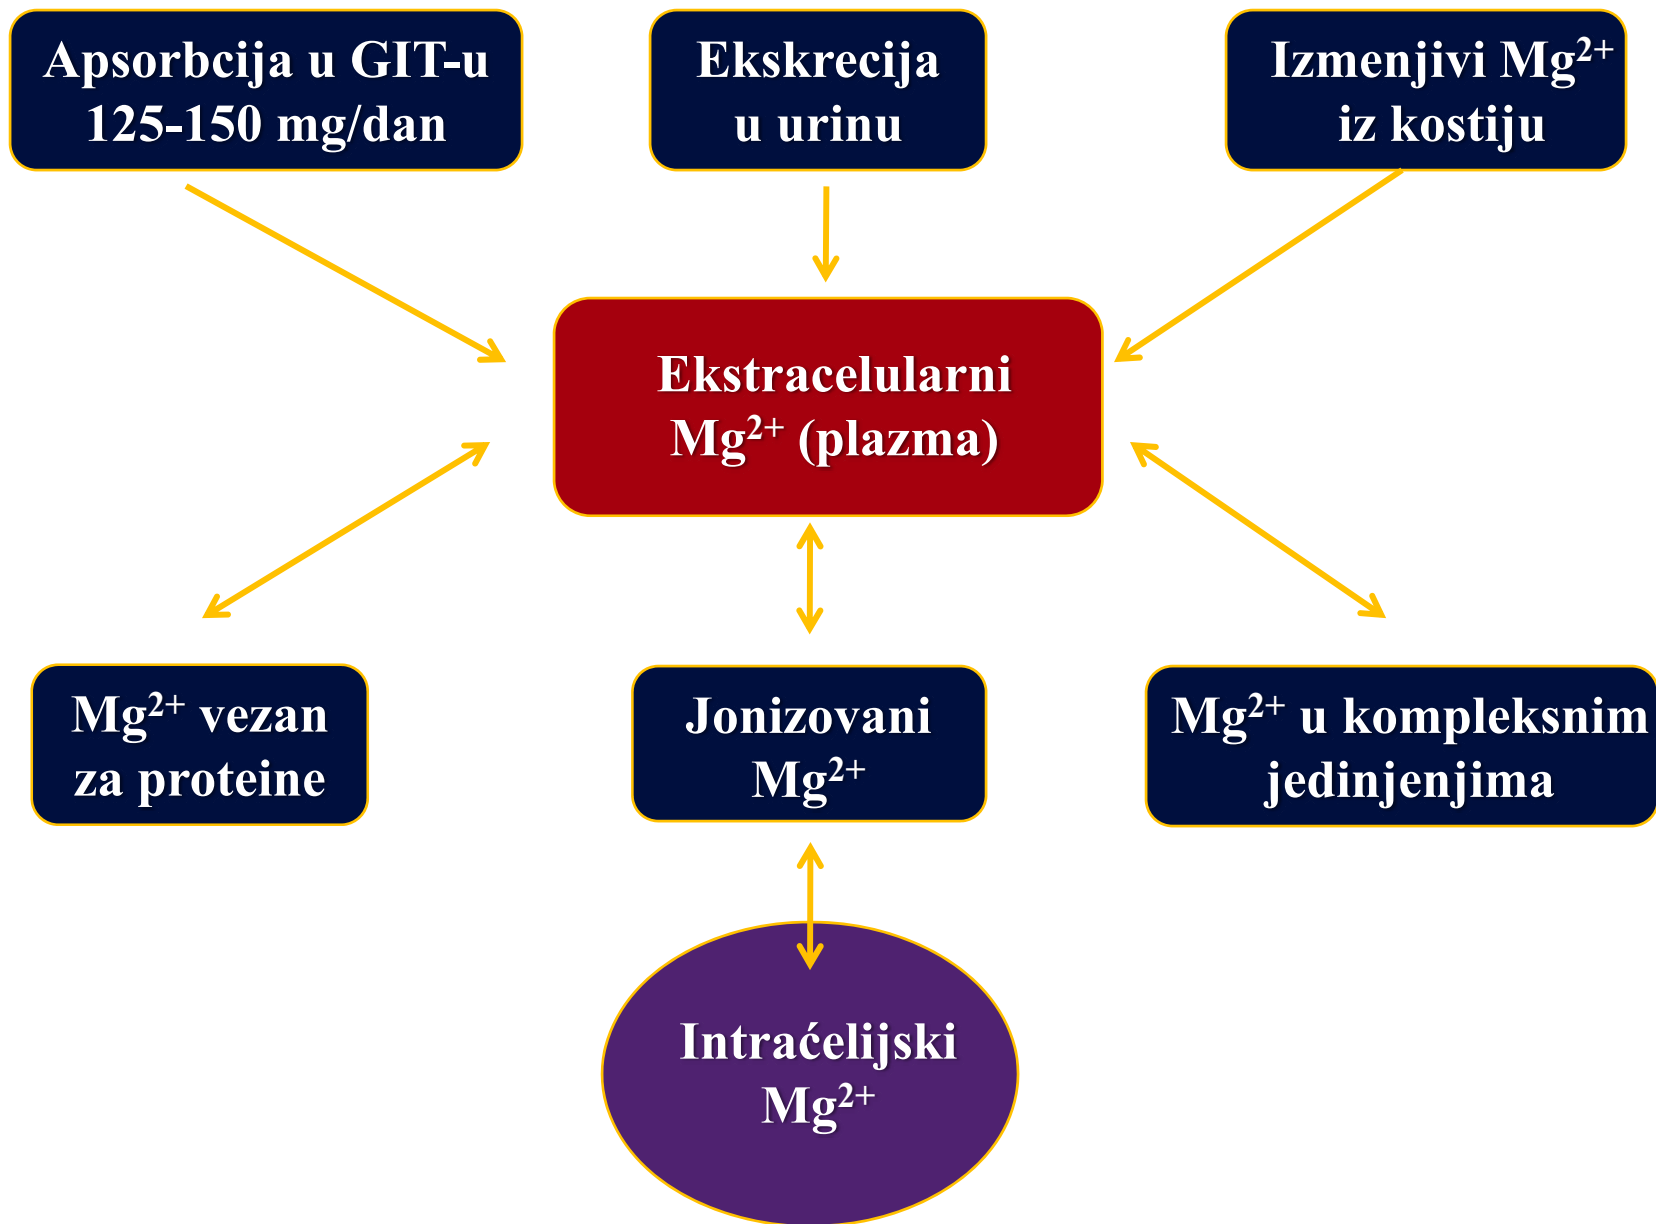 Apsorbcija u GIT-u
125-150 mg/dan
Ekskrecija
u urinu
Izmenjivi Mg²⁺
iz kostiju
Ekstracelularni
Mg²⁺ (plazma)
Mg²⁺ vezan
za proteine
Jonizovani
Mg²⁺
Mg²⁺ u kompleksnim
jedinjenjima
Intraćelijski
Mg²⁺